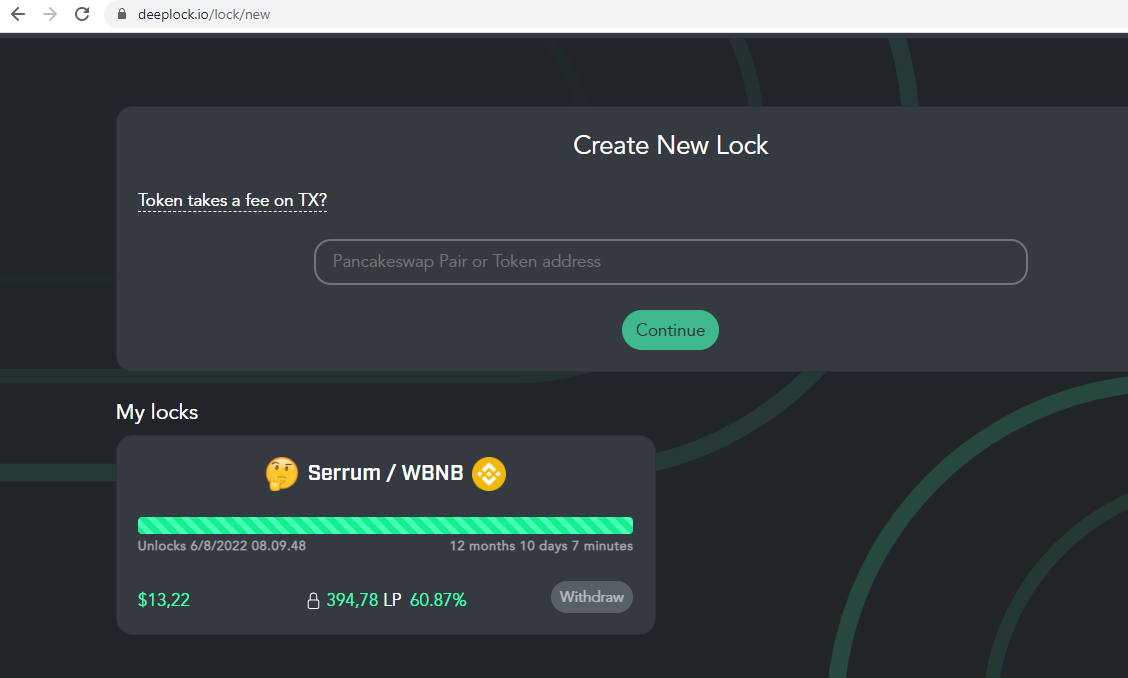 deeplock.io/lock/new
Create New Lock
Token takes a fee on TX?
Pancakeswap Pair or Token address
Continue
My locks
Serrum / WBNB
Unlocks 6/8/2022 08.09.48 12 months 10 days 7 minutes
$13,22 394,78 LP 60.87% Withdraw